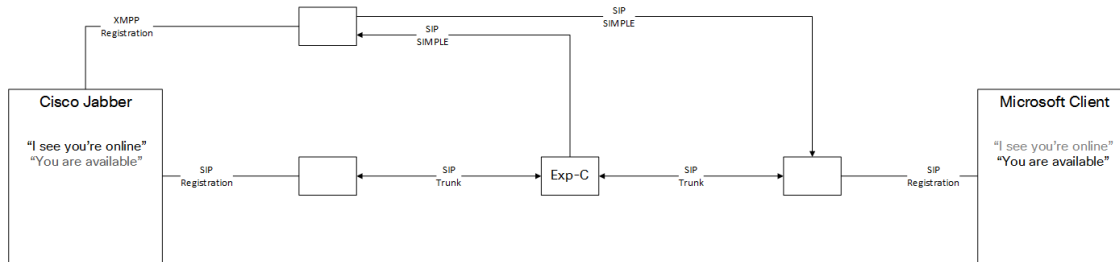 XMPP
Registration
SIP
SIMPLE
SIP
SIMPLE
Cisco Jabber
Microsoft Client
"I see you're online"
"You are available"
"I see you're online"
"You are available"
SIP
Registration
SIP
Trunk
Exp-C
SIP
Trunk
SIP
Registration